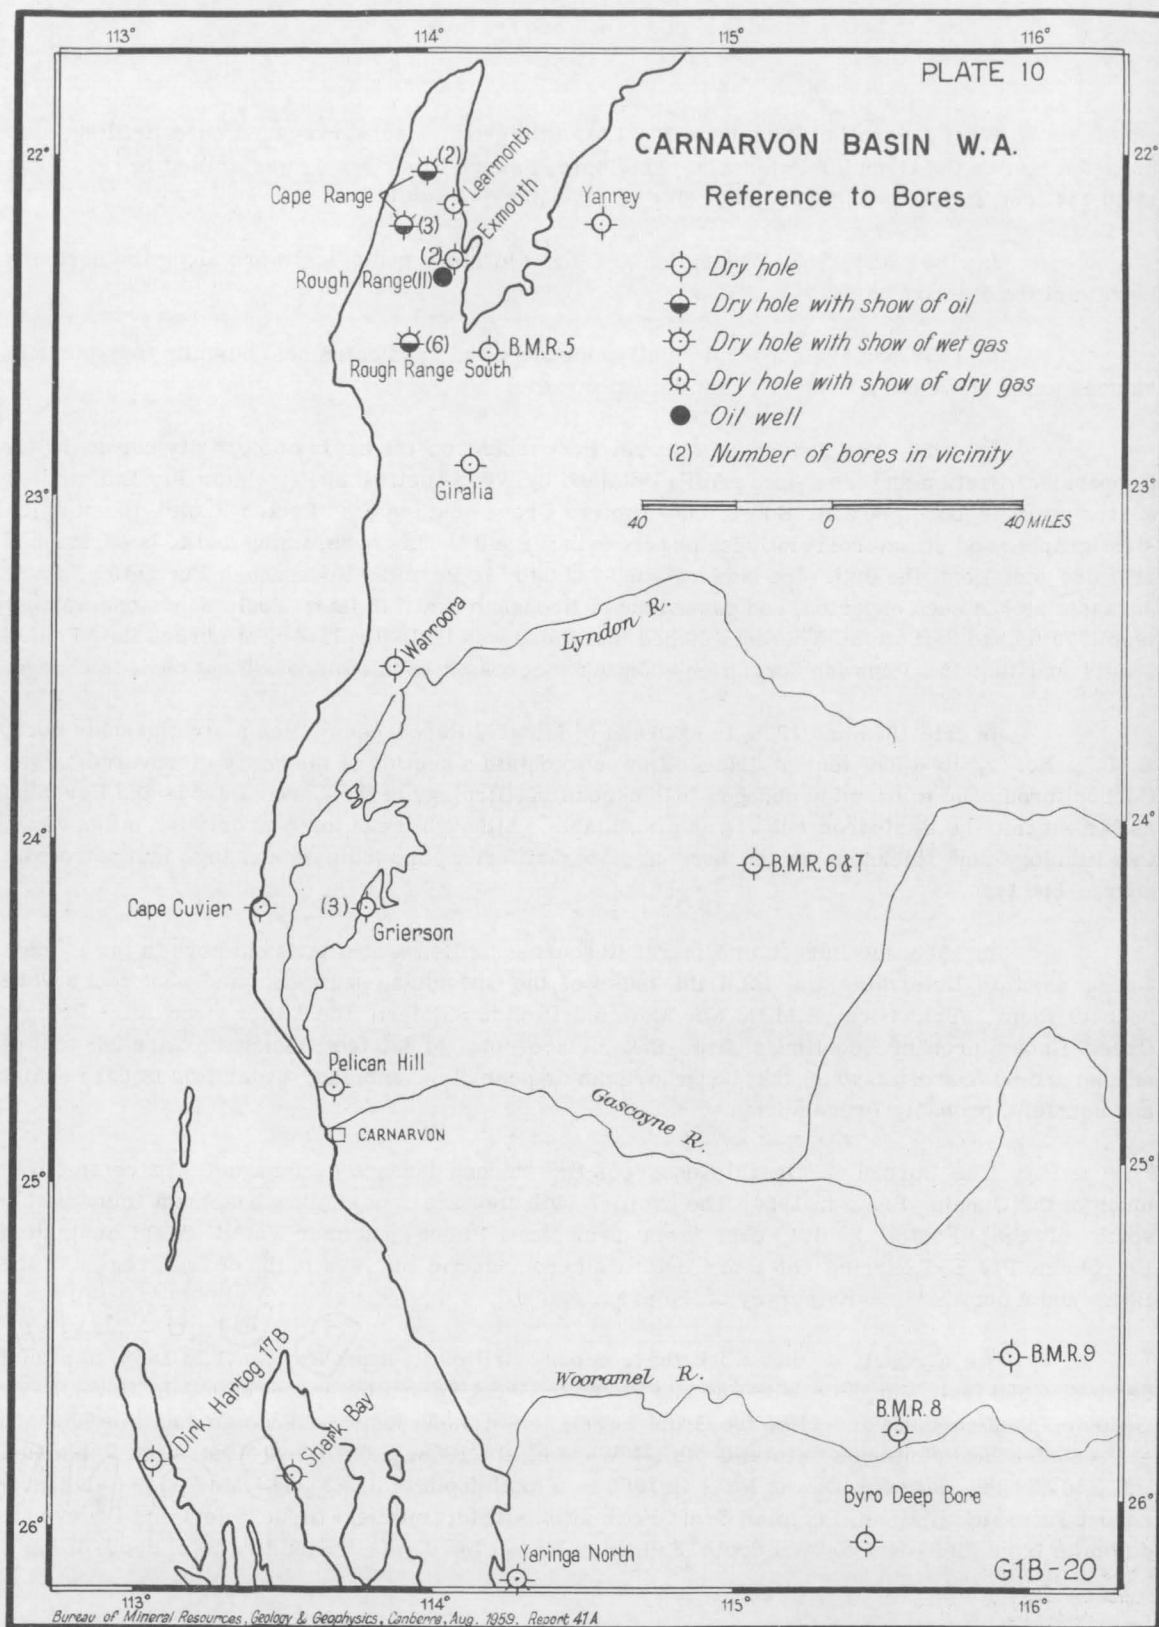 113° 114° 115° 116°
PLATE 10
CARNARVON BASIN W.A.
Reference to Bores
Dry hole
Dry hole with show of oil
Dry hole with show of wet gas
Dry hole with show of dry gas
Oil well
(2) Number of bores in vicinity
40 0 40 MILES
22° 22°
(2)
Cape Range
Learmonth
(3)
Exmouth
Yanrey
(2)
Rough Range(11)
(6)
B.M.R.5
Rough Range South
Giralia
23° 23°
Warroora
Lyndon R.
24° 24°
B.M.R.6&7
Cape Cuvier
(3)
Grierson
Pelican Hill
Gascoyne R.
CARNARVON
25° 25°
Dirk Hartog 17B
Shark Bay
Wooramel R.
B.M.R.9
B.M.R.8
Byro Deep Bore
26° 26°
Yaringa North
G1B-20
113° 114° 115° 116°
Bureau of Mineral Resources, Geology & Geophysics, Canberra, Aug. 1959. Report 41A